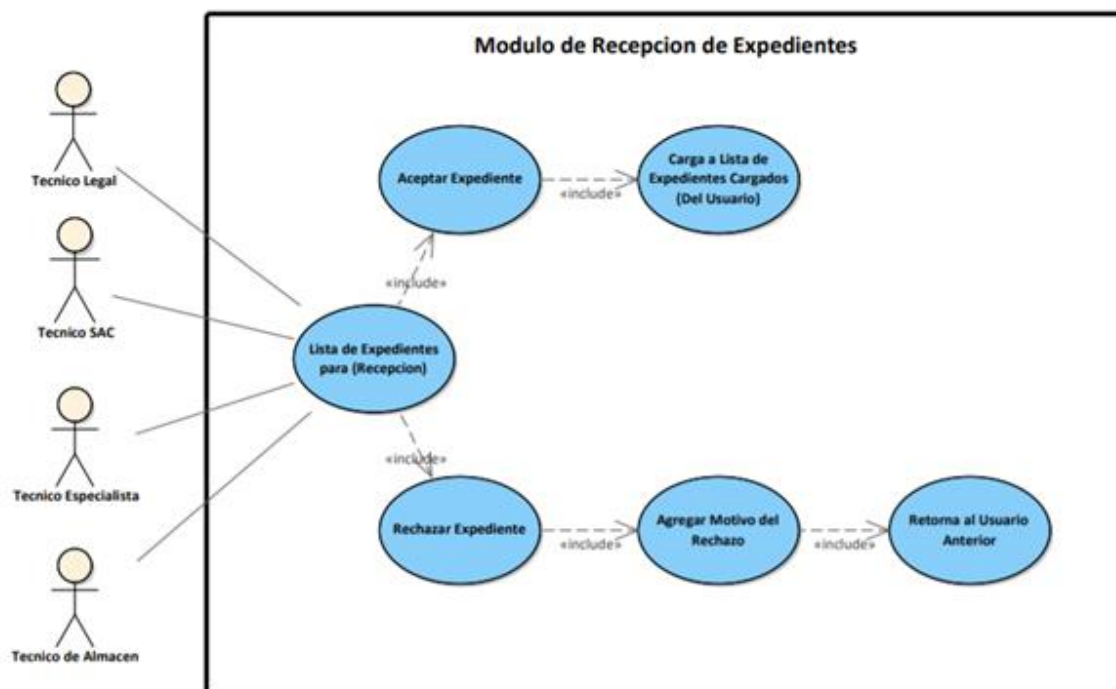 Modulo de Recepcion de Expedientes
Tecnico Legal
Tecnico SAC
Tecnico Especialista
Tecnico de Almacen
Aceptar Expediente
«include»
Carga a Lista de
Expedientes Cargados
(Del Usuario)
«include»
Lista de Expedientes
para (Recepcion)
«include»
Rechazar Expediente
«include»
Agregar Motivo del
Rechazo
«include»
Retorna al Usuario
Anterior